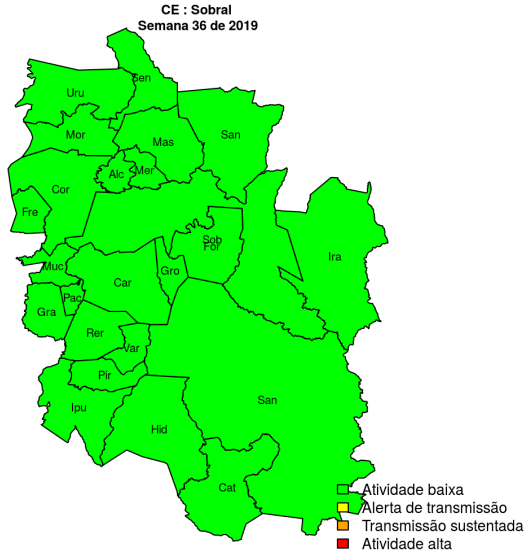 CE : Sobral
Semana 36 de 2019
Sen
Uru
Mor
Mas
San
Alc
Mer
Cor
Fre
Sob
For
Ira
Muc
Gro
Car
Pac
Gra
Rer
Var
Pir
San
Ipu
Hid
Cat
Atividade baixa
Alerta de transmissão
Transmissão sustentada
Atividade alta